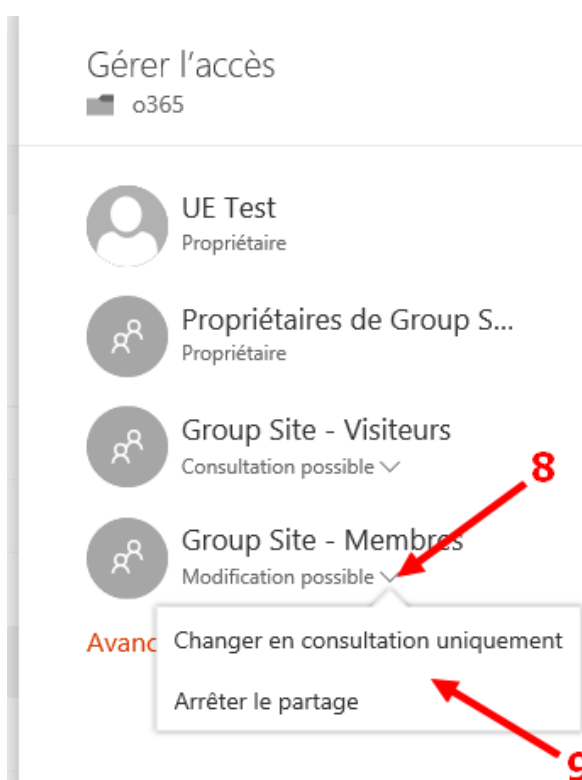 Gérer l'accès
o365
UE Test
Propriétaire
Propriétaires de Group S...
Propriétaire
Group Site - Visiteurs
Consultation possible
8
Group Site - Membres
Modification possible
Avanc
Changer en consultation uniquement
Arrêter le partage
9